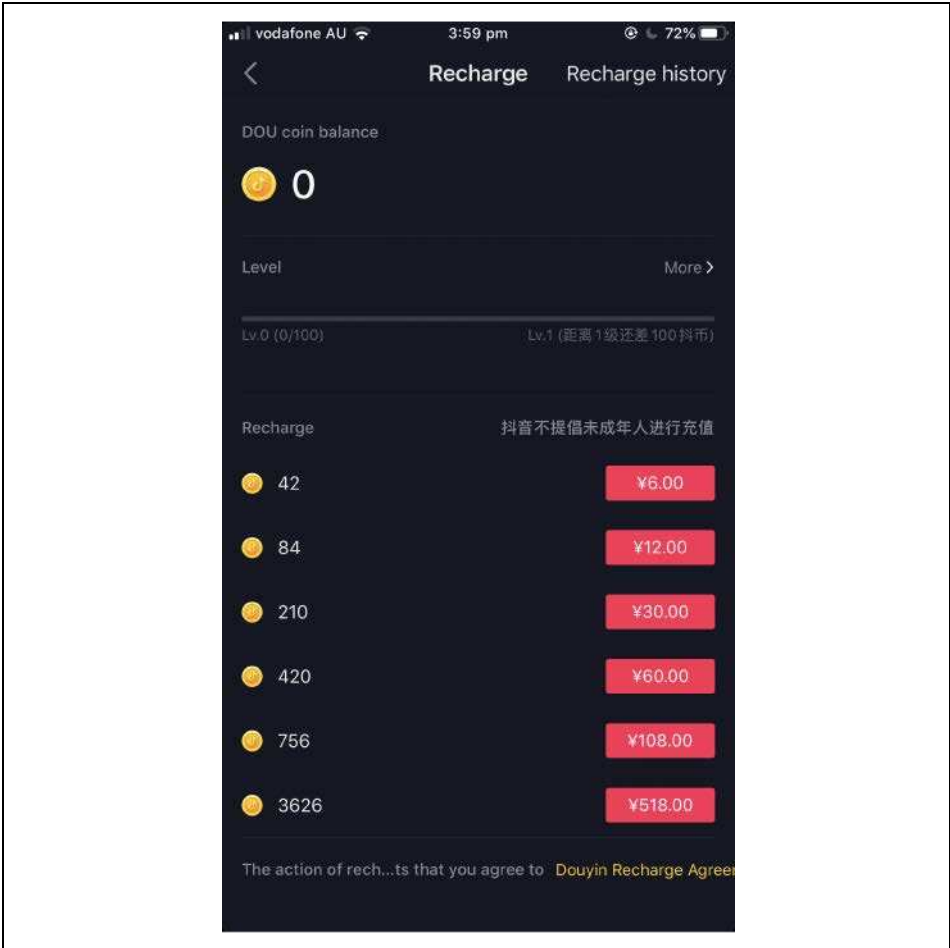 vodafone AU 3:59 pm 72%
Recharge Recharge history
DOU coin balance
0
Level More >
Lv.0 (0/100) Lv.1 (距离1级还差100抖币)
Recharge 抖音不提倡未成年人进行充值
42 ¥6.00
84 ¥12.00
210 ¥30.00
420 ¥60.00
756 ¥108.00
3626 ¥518.00
The action of rech...ts that you agree to Douyin Recharge Agreer